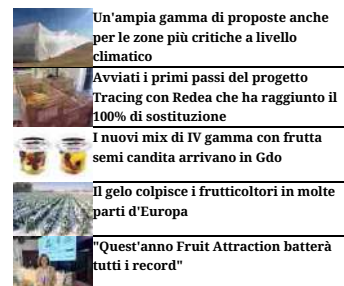 Un'ampia gamma di proposte anche
per le zone più critiche a livello
climatico
Avviati i primi passi del progetto
Tracing con Redea che ha raggiunto il
100% di sostituzione
I nuovi mix di IV gamma con frutta
semi candita arrivano in Gdo
Il gelo colpisce i frutticoltori in molte
parti d'Europa
"Quest'anno Fruit Attraction batterà
tutti i record"